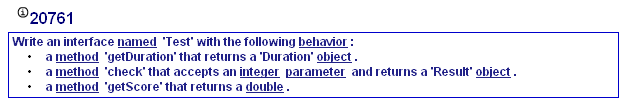 i 20761
Write an interface named 'Test' with the following behavior :
• a method 'getDuration' that returns a 'Duration' object .
• a method 'check' that accepts an integer parameter and returns a 'Result' object .
• a method 'getScore' that returns a double .